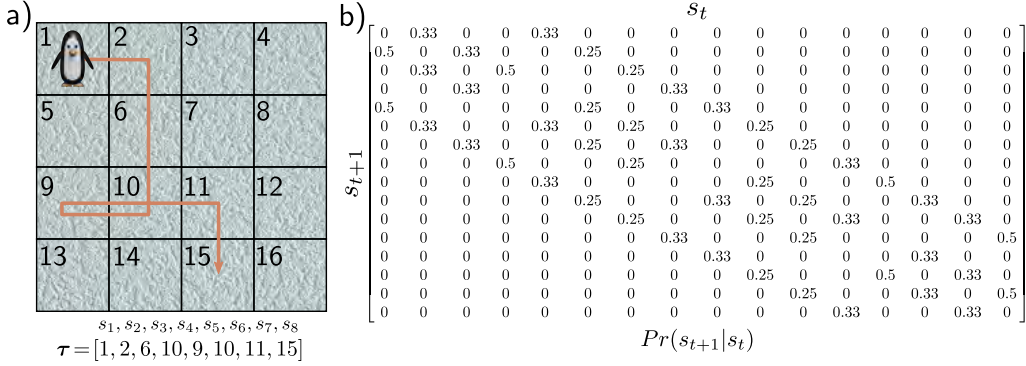 a)
1 2 3 4
5 6 7 8
9 10 11 12
13 14 15 16
s₁, s₂, s₃, s₄, s₅, s₆, s₇, s₈
τ=[1, 2, 6, 10, 9, 10, 11, 15]
b)
sₜ
sₜ₊₁
0 0.33 0 0 0.33 0 0 0 0 0 0 0 0 0 0 0
0.5 0 0.33 0 0 0.25 0 0 0 0 0 0 0 0 0 0
0 0.33 0 0.5 0 0 0.25 0 0 0 0 0 0 0 0 0
0 0 0.33 0 0 0 0 0.33 0 0 0 0 0 0 0 0
0.5 0 0 0 0 0.25 0 0 0.33 0 0 0 0 0 0 0
0 0.33 0 0 0.33 0 0.25 0 0 0.25 0 0 0 0 0 0
0 0 0.33 0 0 0.25 0 0.33 0 0 0.25 0 0 0 0 0
0 0 0 0.5 0 0 0.25 0 0 0 0 0.33 0 0 0 0
0 0 0 0 0.33 0 0 0 0 0.25 0 0 0.5 0 0 0
0 0 0 0 0 0.25 0 0 0.33 0 0.25 0 0 0.33 0 0
0 0 0 0 0 0 0.25 0 0 0.25 0 0.33 0 0 0.33 0
0 0 0 0 0 0 0 0.33 0 0 0.25 0 0 0 0 0.5
0 0 0 0 0 0 0 0 0.33 0 0 0 0 0.33 0 0
0 0 0 0 0 0 0 0 0 0.25 0 0 0.5 0 0.33 0
0 0 0 0 0 0 0 0 0 0 0.25 0 0 0.33 0 0.5
0 0 0 0 0 0 0 0 0 0 0 0.33 0 0 0.33 0
Pr(sₜ₊₁|sₜ)